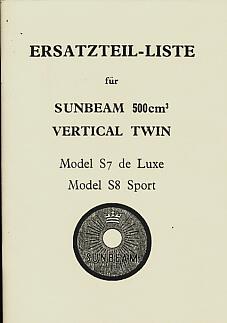 ERSATZTEIL-LISTE
für
SUNBEAM 500cm³
VERTICAL TWIN
Model S7 de Luxe
Model S8 Sport
SUNBEAM